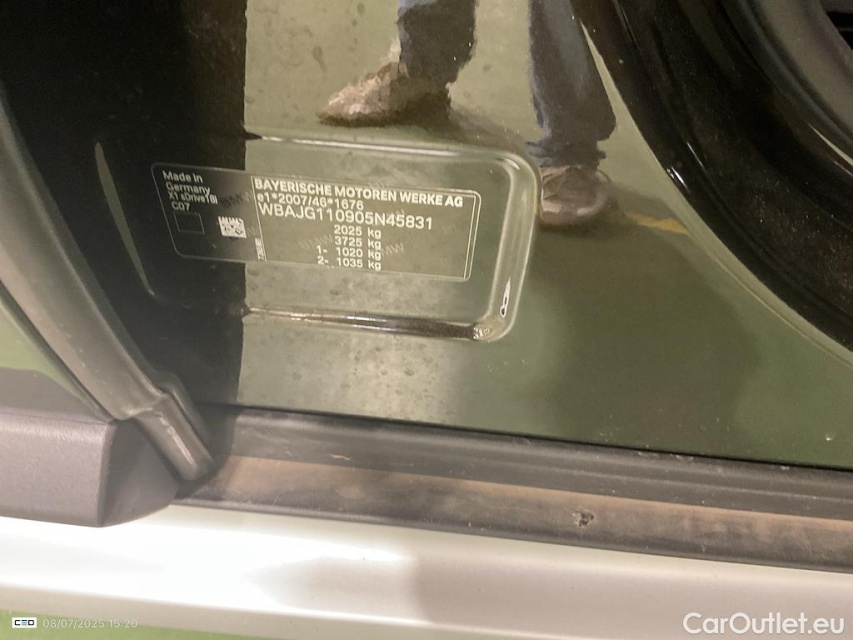 Made in
Germany
X1 sDrive18i
C07
BAYERISCHE MOTOREN WERKE AG
e1*2007/46*1676
WBAJG110905N45831
2025 kg
3725 kg
1- 1020 kg
2- 1035 kg
08/07/2025 15:20
CarOutlet.eu